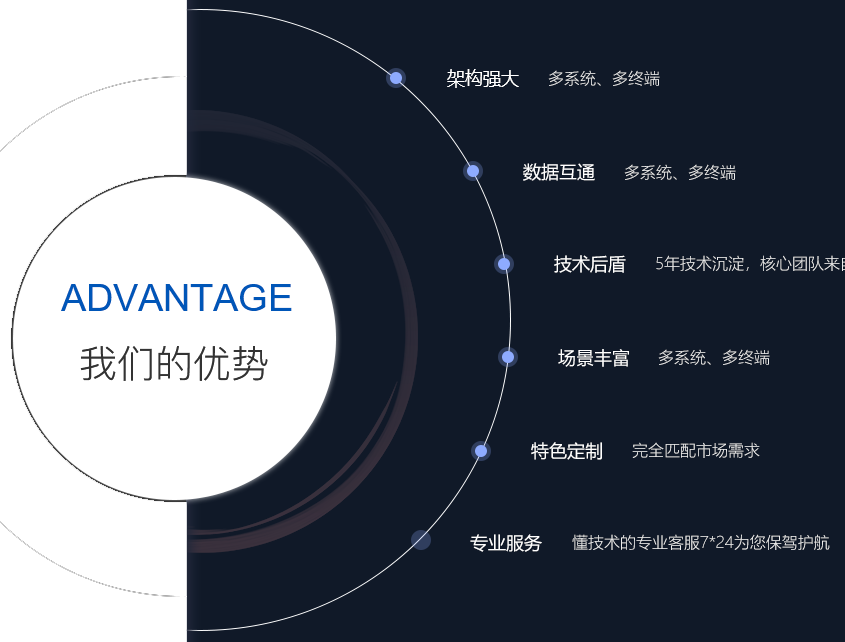 架构强大 多系统、多终端
数据互通 多系统、多终端
技术后盾 5年技术沉淀，核心团队来自
ADVANTAGE
我们的优势
场景丰富 多系统、多终端
特色定制 完全匹配市场需求
专业服务 懂技术的专业客服7*24为您保驾护航